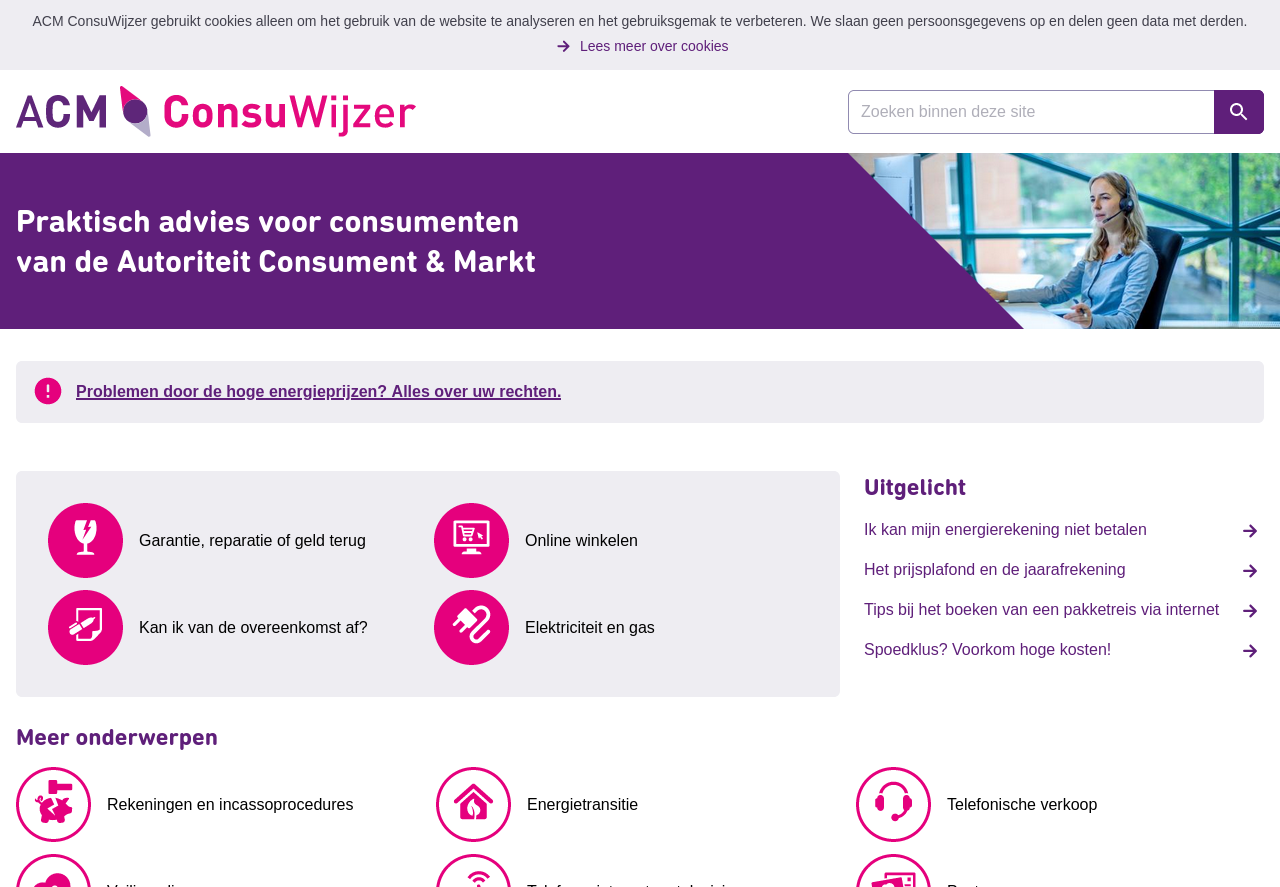 ACM ConsuWijzer gebruikt cookies alleen om het gebruik van de website te analyseren en het gebruiksgemak te verbeteren. We slaan geen persoonsgegevens op en delen geen data met derden.
Lees meer over cookies
ACM ConsuWijzer
Zoeken binnen deze site
Praktisch advies voor consumenten
van de Autoriteit Consument & Markt
Problemen door de hoge energieprijzen? Alles over uw rechten.
Garantie, reparatie of geld terug
Online winkelen
Kan ik van de overeenkomst af?
Elektriciteit en gas
Uitgelicht
Ik kan mijn energierekening niet betalen
Het prijsplafond en de jaarafrekening
Tips bij het boeken van een pakketreis via internet
Spoedklus? Voorkom hoge kosten!
Meer onderwerpen
Rekeningen en incassoprocedures
Energietransitie
Telefonische verkoop